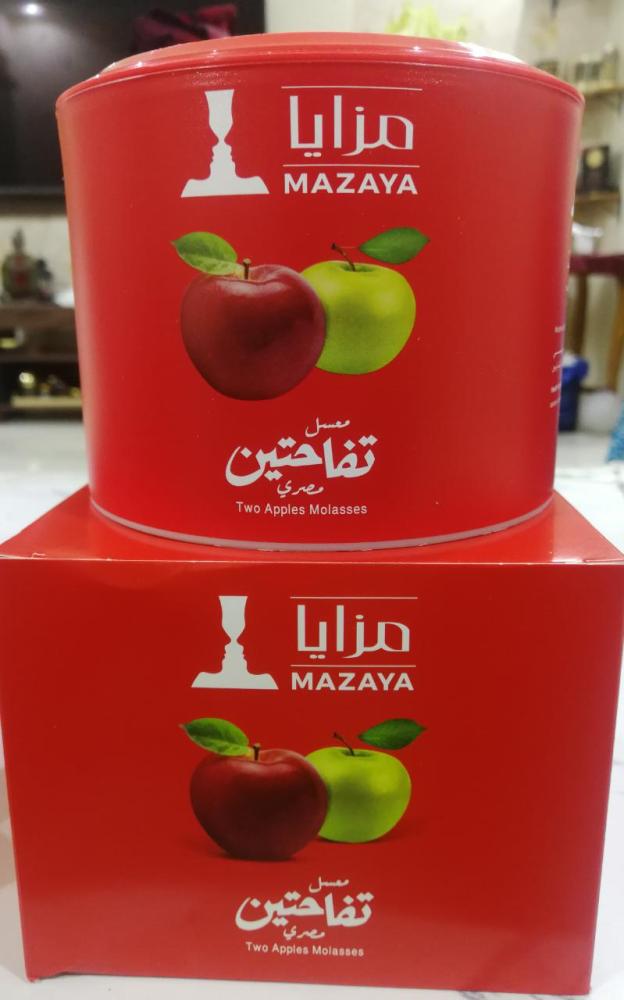 مزايا
MAZAYA
معسل
تفاحتين
مصري
Two Apples Molasses
مزايا
MAZAYA
معسل
تفاحتين
مصري
Two Apples Molasses